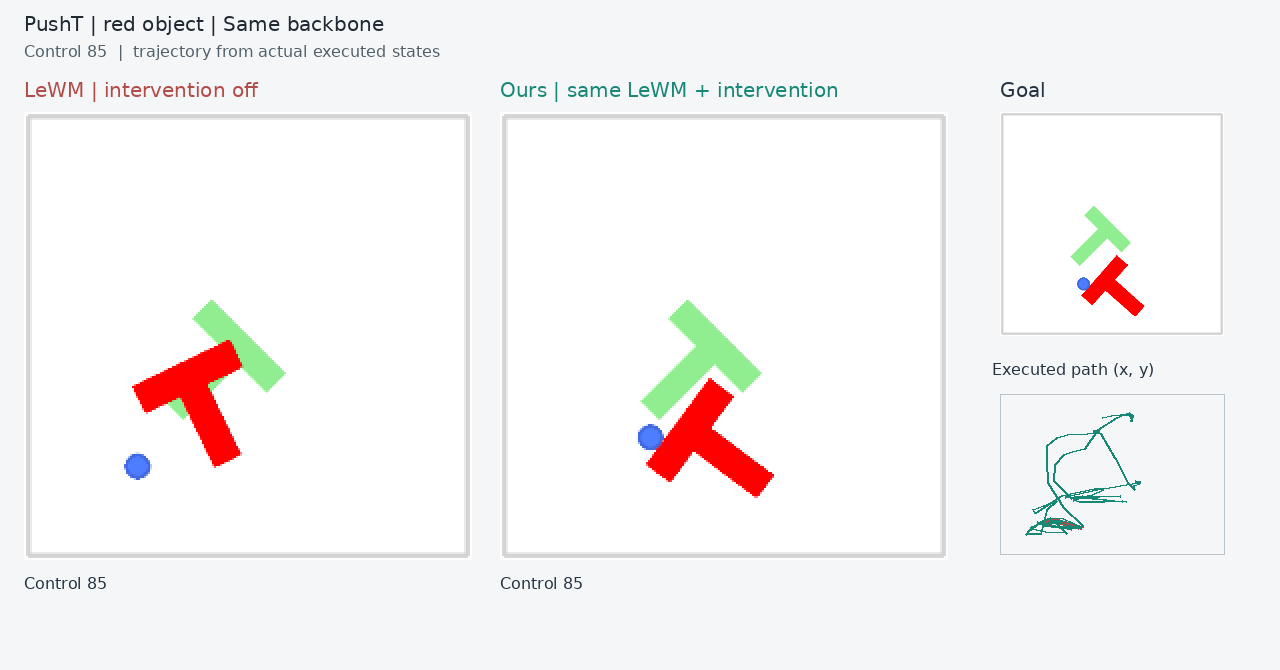 PushT | red object | Same backbone
Control 85  |  trajectory from actual executed states
LeWM | intervention off
Ours | same LeWM + intervention
Goal
Executed path (x, y)
Control 85
Control 85